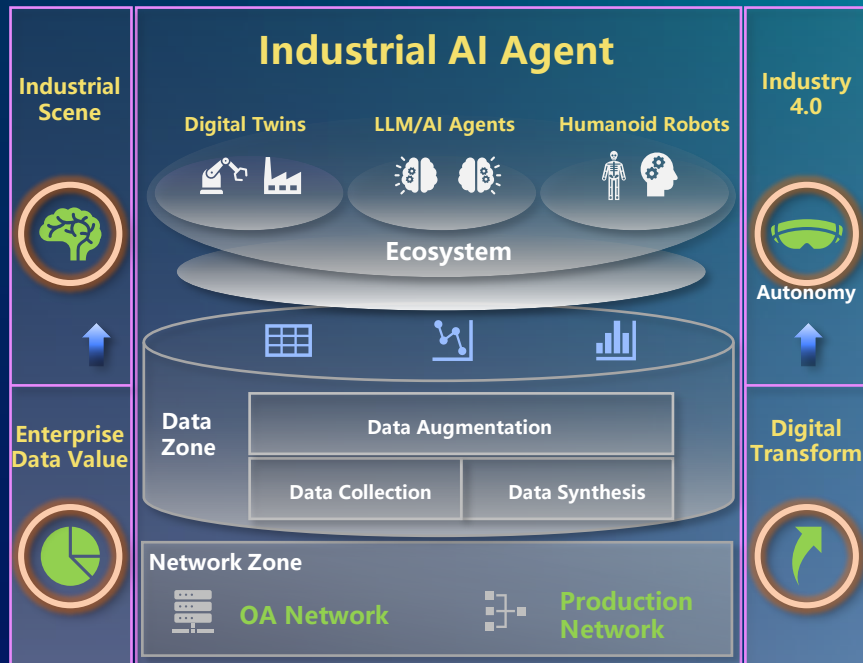 Industrial AI Agent
Industrial
Scene
Industry
4.0
Digital Twins
LLM/AI Agents
Humanoid Robots
Ecosystem
Autonomy
Data
Zone
Data Augmentation
Data Collection
Data Synthesis
Enterprise
Data Value
Digital
Transform
Network Zone
OA Network
Production
Network